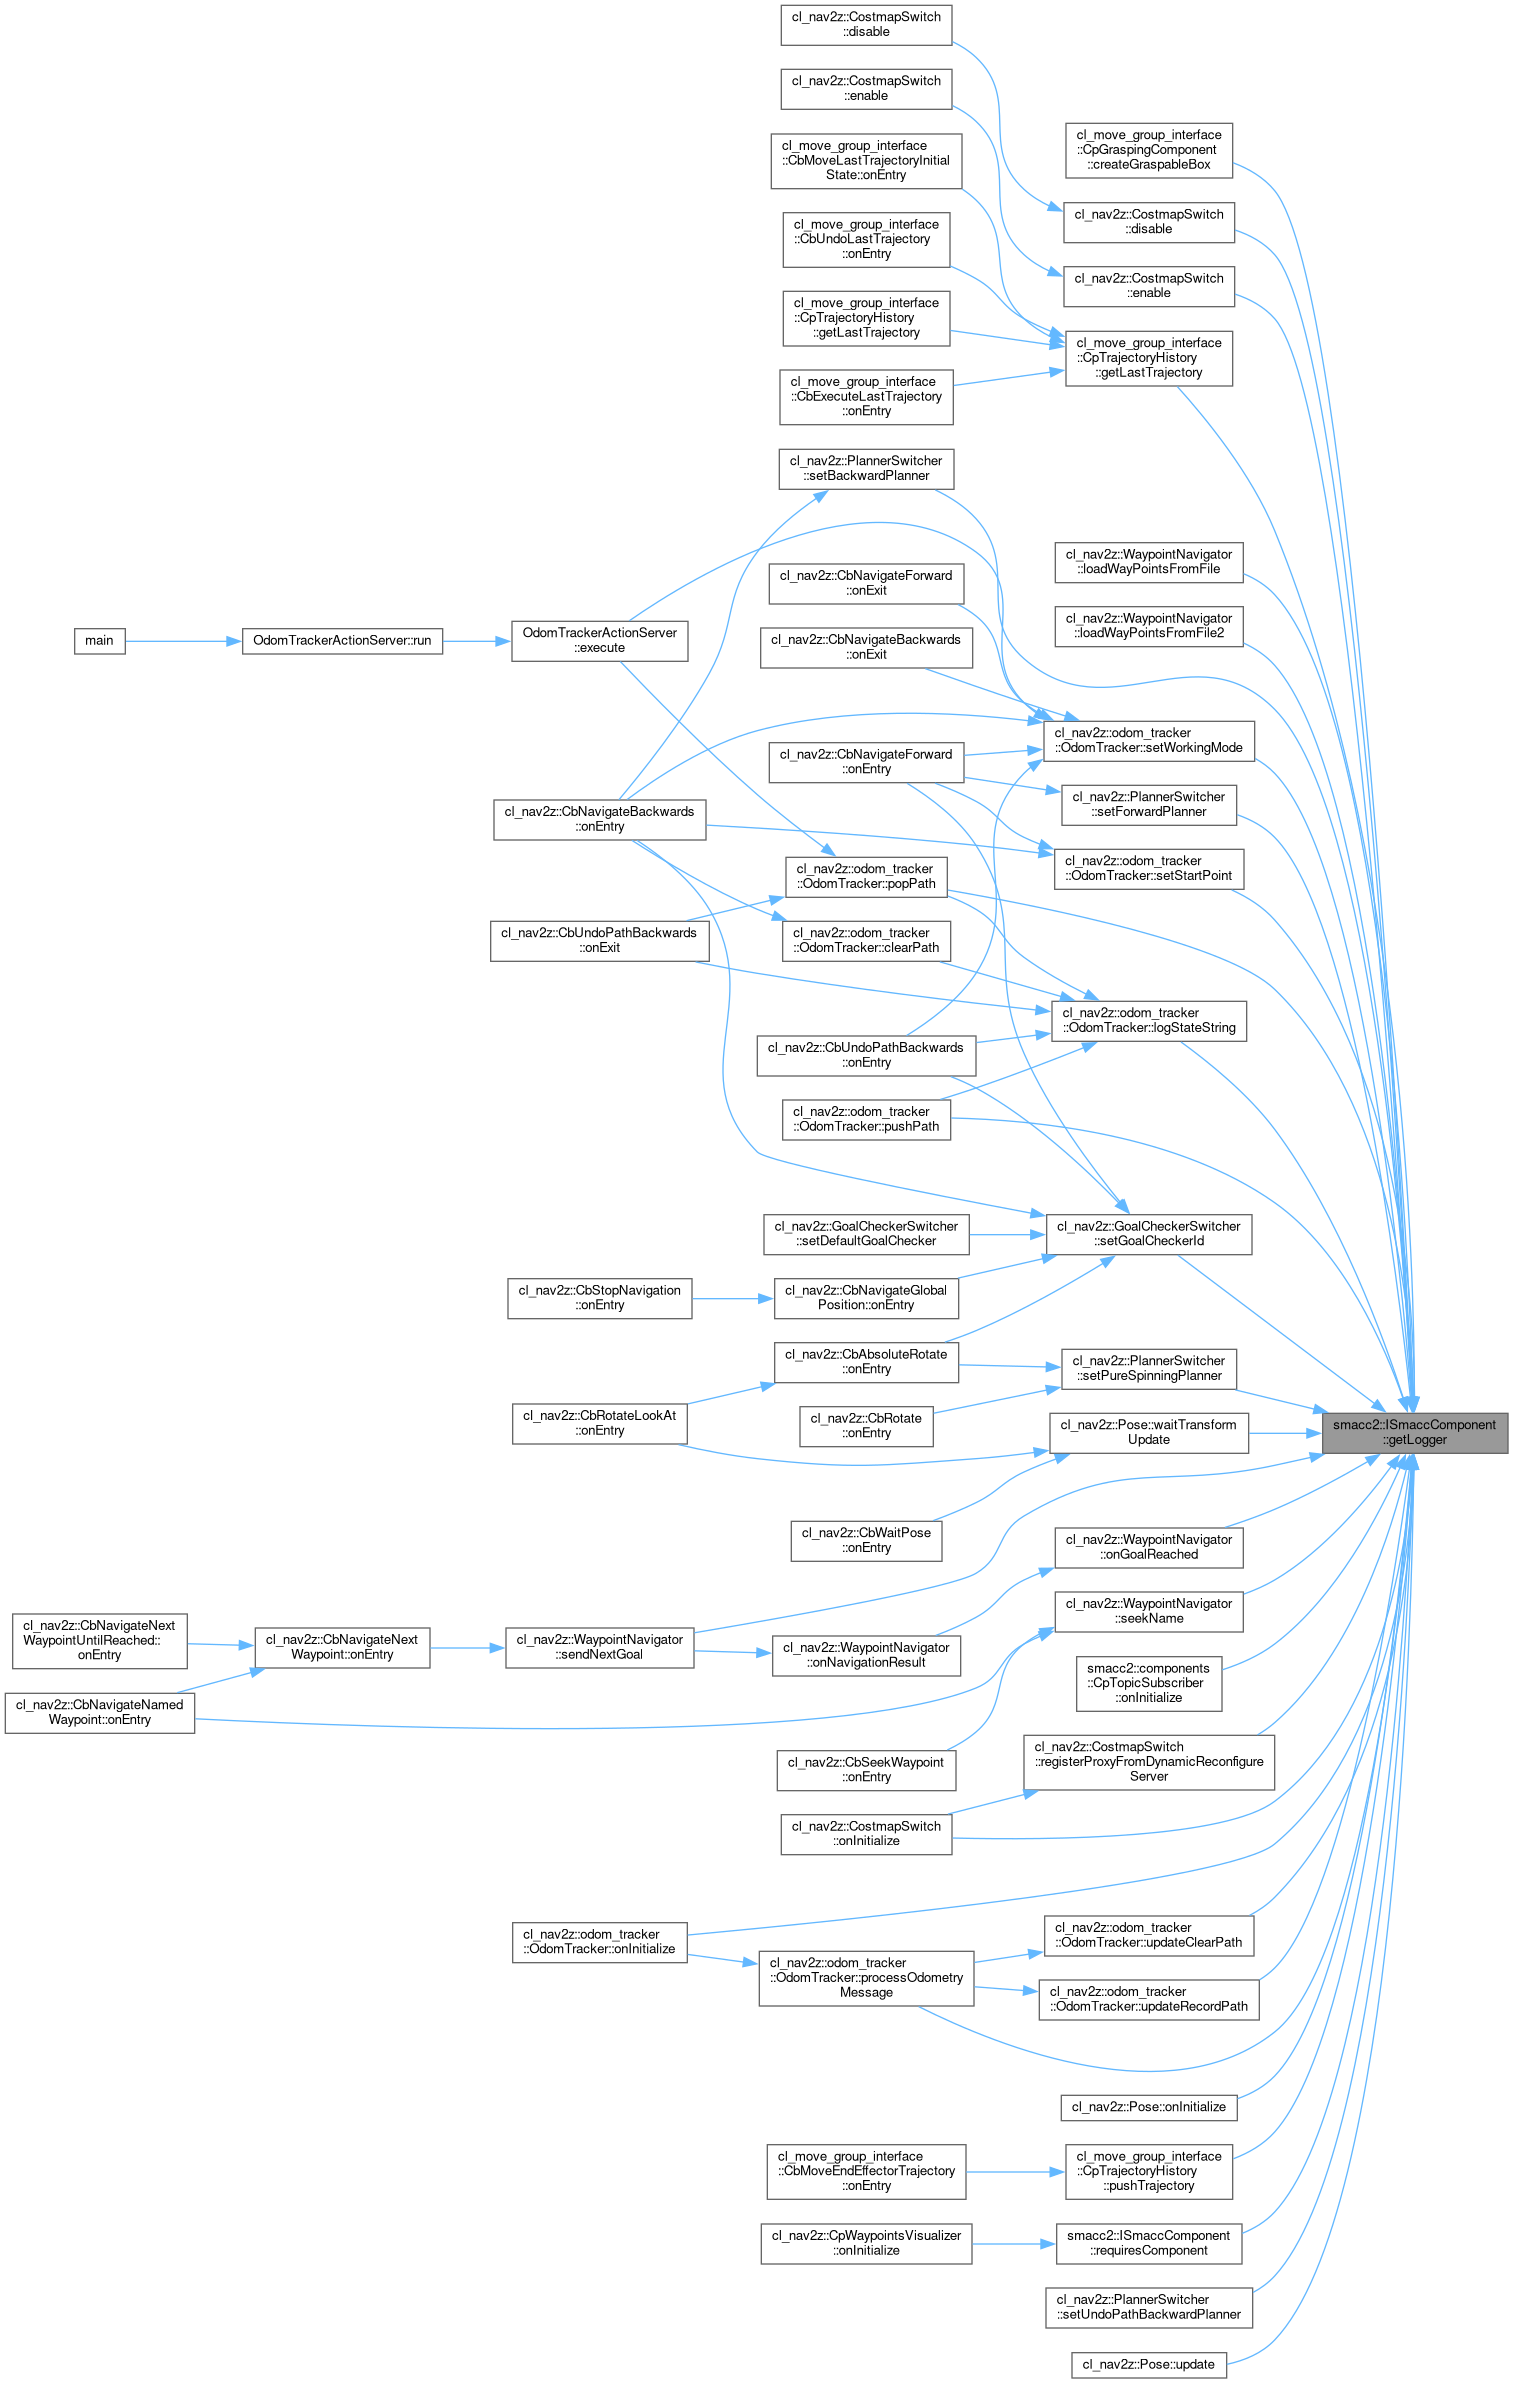 cl_nav2z::CostmapSwitch
::disable
cl_nav2z::CostmapSwitch
::enable
cl_move_group_interface
::CpGraspingComponent
::createGraspableBox
cl_move_group_interface
::CbMoveLastTrajectoryInitial
State::onEntry
cl_nav2z::CostmapSwitch
::disable
cl_move_group_interface
::CbUndoLastTrajectory
::onEntry
cl_nav2z::CostmapSwitch
::enable
cl_move_group_interface
::CpTrajectoryHistory
::getLastTrajectory
cl_move_group_interface
::CpTrajectoryHistory
::getLastTrajectory
cl_move_group_interface
::CbExecuteLastTrajectory
::onEntry
cl_nav2z::PlannerSwitcher
::setBackwardPlanner
cl_nav2z::WaypointNavigator
::loadWayPointsFromFile
cl_nav2z::CbNavigateForward
::onExit
cl_nav2z::WaypointNavigator
::loadWayPointsFromFile2
main
OdomTrackerActionServer::run
OdomTrackerActionServer
::execute
cl_nav2z::CbNavigateBackwards
::onExit
cl_nav2z::odom_tracker
::OdomTracker::setWorkingMode
cl_nav2z::CbNavigateForward
::onEntry
cl_nav2z::PlannerSwitcher
::setForwardPlanner
cl_nav2z::CbNavigateBackwards
::onEntry
cl_nav2z::odom_tracker
::OdomTracker::setStartPoint
cl_nav2z::odom_tracker
::OdomTracker::popPath
cl_nav2z::CbUndoPathBackwards
::onExit
cl_nav2z::odom_tracker
::OdomTracker::clearPath
cl_nav2z::odom_tracker
::OdomTracker::logStateString
cl_nav2z::CbUndoPathBackwards
::onEntry
cl_nav2z::odom_tracker
::OdomTracker::pushPath
cl_nav2z::GoalCheckerSwitcher
::setDefaultGoalChecker
cl_nav2z::GoalCheckerSwitcher
::setGoalCheckerId
cl_nav2z::CbStopNavigation
::onEntry
cl_nav2z::CbNavigateGlobal
Position::onEntry
cl_nav2z::CbAbsoluteRotate
::onEntry
cl_nav2z::PlannerSwitcher
::setPureSpinningPlanner
cl_nav2z::CbRotateLookAt
::onEntry
cl_nav2z::CbRotate
::onEntry
cl_nav2z::Pose::waitTransform
Update
smacc2::ISmaccComponent
::getLogger
cl_nav2z::CbWaitPose
::onEntry
cl_nav2z::WaypointNavigator
::onGoalReached
cl_nav2z::WaypointNavigator
::seekName
cl_nav2z::CbNavigateNext
WaypointUntilReached::
onEntry
cl_nav2z::CbNavigateNext
Waypoint::onEntry
cl_nav2z::WaypointNavigator
::sendNextGoal
cl_nav2z::WaypointNavigator
::onNavigationResult
smacc2::components
::CpTopicSubscriber
::onInitialize
cl_nav2z::CbNavigateNamed
Waypoint::onEntry
cl_nav2z::CbSeekWaypoint
::onEntry
cl_nav2z::CostmapSwitch
::registerProxyFromDynamicReconfigure
Server
cl_nav2z::CostmapSwitch
::onInitialize
cl_nav2z::odom_tracker
::OdomTracker::onInitialize
cl_nav2z::odom_tracker
::OdomTracker::updateClearPath
cl_nav2z::odom_tracker
::OdomTracker::processOdometry
Message
cl_nav2z::odom_tracker
::OdomTracker::updateRecordPath
cl_nav2z::Pose::onInitialize
cl_move_group_interface
::CbMoveEndEffectorTrajectory
::onEntry
cl_move_group_interface
::CpTrajectoryHistory
::pushTrajectory
cl_nav2z::CpWaypointsVisualizer
::onInitialize
smacc2::ISmaccComponent
::requiresComponent
cl_nav2z::PlannerSwitcher
::setUndoPathBackwardPlanner
cl_nav2z::Pose::update